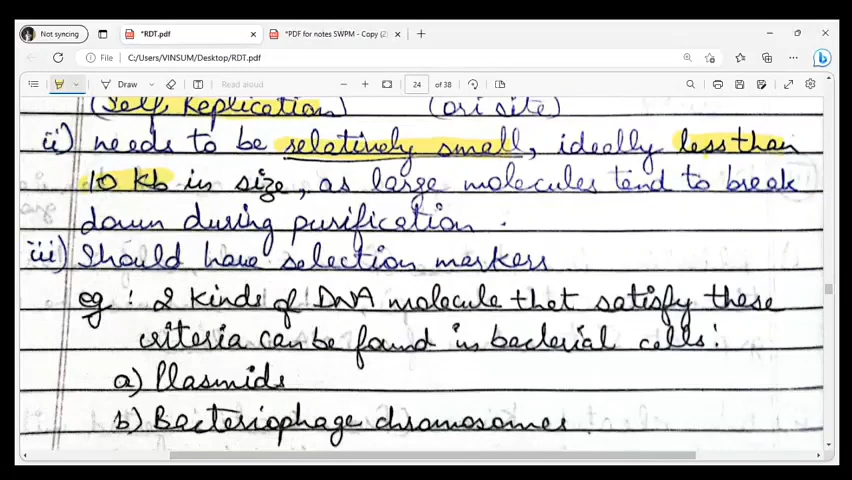 Not syncing
*RDT.pdf
*PDF for notes SWPM - Copy (2)
File
C:/Users/VINSUM/Desktop/RDT.pdf
Draw
Read aloud
24
of 38
(Self Replication) (ori site)
ii) needs to be relatively small, ideally less than
10 kb in size, as large molecules tend to break
down during purification.
iii) Should have selection markers
eg : 2 kinds of DNA molecule that satisfy these
criteria can be found in bacterial cells:
a) Plasmids
b) Bacteriophage chromosomes.